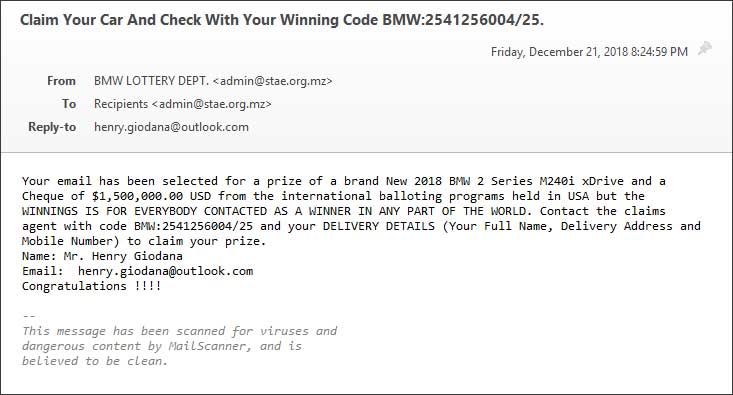 Claim Your Car And Check With Your Winning Code BMW:2541256004/25.
Friday, December 21, 2018 8:24:59 PM
From BMW LOTTERY DEPT. <admin@stae.org.mz>
To Recipients <admin@stae.org.mz>
Reply-to henry.giodana@outlook.com
Your email has been selected for a prize of a brand New 2018 BMW 2 Series M240i xDrive and a
Cheque of $1,500,000.00 USD from the international balloting programs held in USA but the
WINNINGS IS FOR EVERYBODY CONTACTED AS A WINNER IN ANY PART OF THE WORLD. Contact the claims
agent with code BMW:2541256004/25 and your DELIVERY DETAILS (Your Full Name, Delivery Address and
Mobile Number) to claim your prize.
Name: Mr. Henry Giodana
Email:  henry.giodana@outlook.com
Congratulations !!!!
--
This message has been scanned for viruses and
dangerous content by MailScanner, and is
believed to be clean.